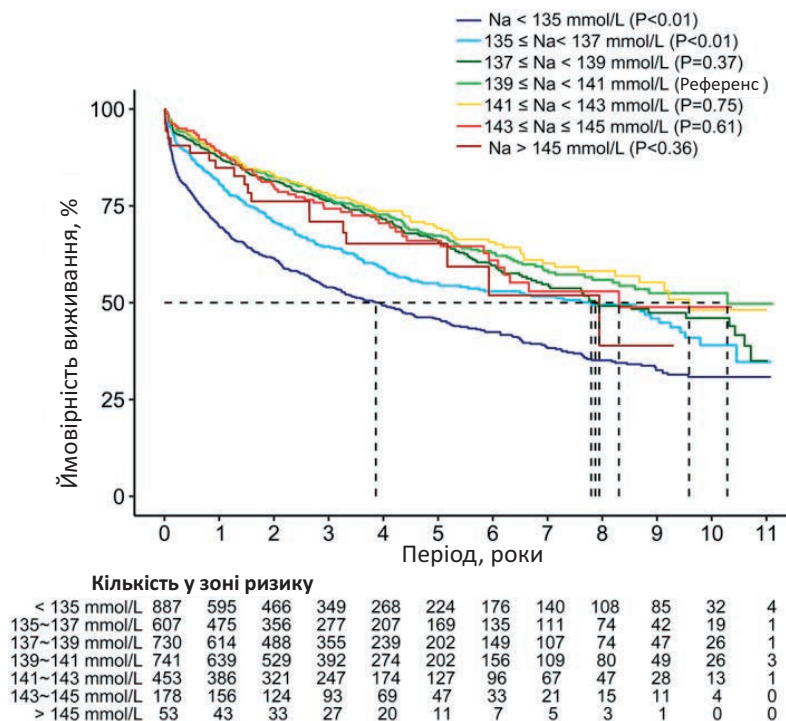 Na < 135 mmol/L (P<0.01)
135 ≤ Na< 137 mmol/L (P<0.01)
137 ≤ Na < 139 mmol/L (P=0.37)
139 ≤ Na < 141 mmol/L (Референс )
141 ≤ Na < 143 mmol/L (P=0.75)
143 ≤ Na ≤ 145 mmol/L (P=0.61)
Na > 145 mmol/L (P<0.36)
Ймовірність виживання, %
100
75
50
25
0
0 1 2 3 4 5 6 7 8 9 10 11
Період, роки
Кількість у зоні ризику
< 135 mmol/L 887 595 466 349 268 224 176 140 108 85 32 4
135~137 mmol/L 607 475 356 277 207 169 135 111 74 42 19 1
137~139 mmol/L 730 614 488 355 239 202 149 107 74 47 26 1
139~141 mmol/L 741 639 529 392 274 202 156 109 80 49 26 3
141~143 mmol/L 453 386 321 247 174 127 96 67 47 28 13 1
143~145 mmol/L 178 156 124 93 69 47 33 21 15 11 4 0
> 145 mmol/L 53 43 33 27 20 11 7 5 3 1 0 0